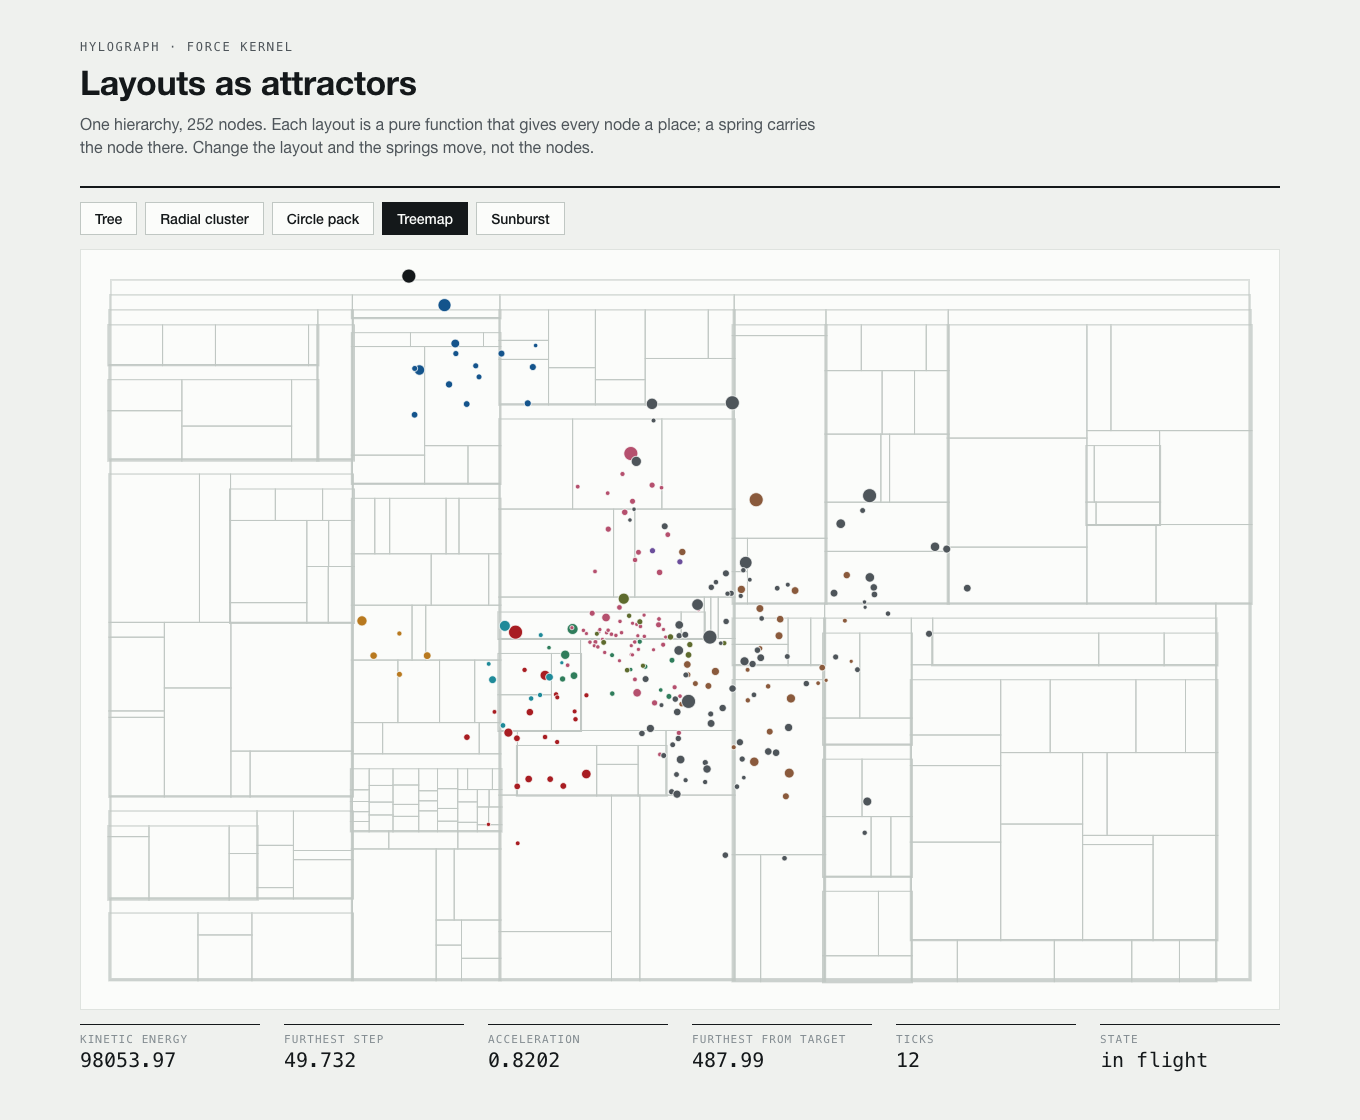 HYLOGRAPH · FORCE KERNEL
Layouts as attractors
One hierarchy, 252 nodes. Each layout is a pure function that gives every node a place; a spring carries
the node there. Change the layout and the springs move, not the nodes.
Tree
Radial cluster
Circle pack
Treemap
Sunburst
KINETIC ENERGY
98053.97
FURTHEST STEP
49.732
ACCELERATION
0.8202
FURTHEST FROM TARGET
487.99
TICKS
12
STATE
in flight